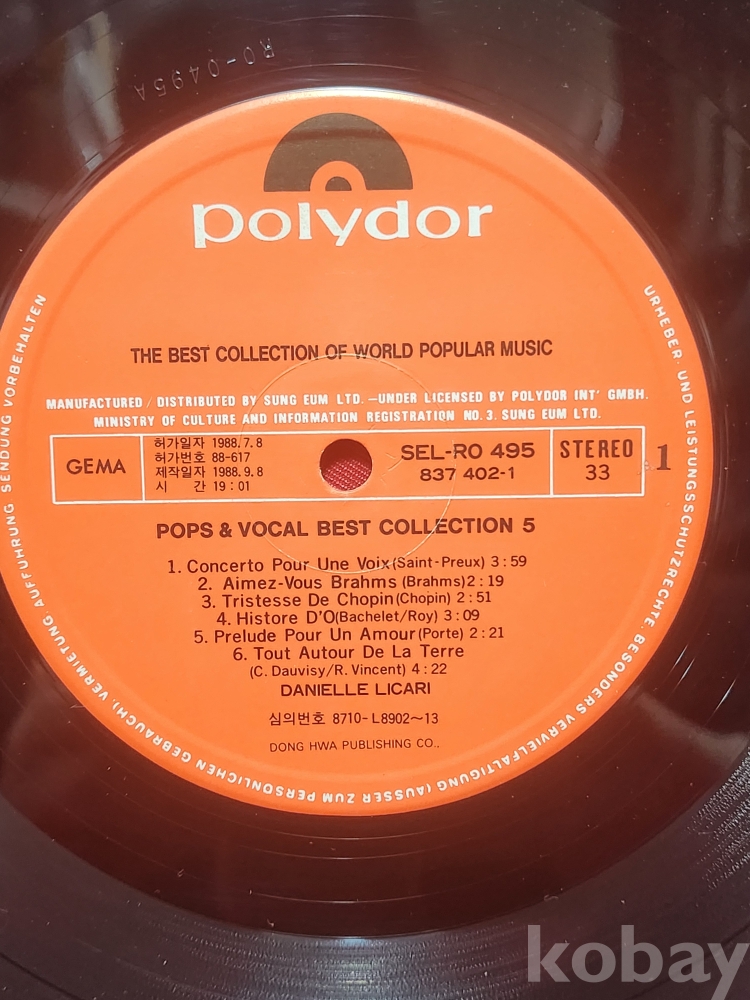 RO-0495A
polydor
THE BEST COLLECTION OF WORLD POPULAR MUSIC
MANUFACTURED / DISTRIBUTED BY SUNG EUM LTD. —UNDER LICENSED BY POLYDOR INT' GMBH.
MINISTRY OF CULTURE AND INFORMATION REGISTRATION NO. 3. SUNG EUM LTD.
GEMA
허가일자 1988.7.8
허가번호 88-617
제작일자 1988.9.8
시 간 19:01
SEL-RO 495
837 402-1
STEREO
33
1
POPS & VOCAL BEST COLLECTION 5
1. Concerto Pour Une Voix(Saint-Preux) 3:59
2. Aimez-Vous Brahms (Brahms)2:19
3. Tristesse De Chopin(Chopin) 2:51
4. Histore D'O(Bachelet/Roy) 3:09
5. Prelude Pour Un Amour(Porte) 2:21
6. Tout Autour De La Terre
(C. Dauvisy/R. Vincent) 4:22
DANIELLE LICARI
심의번호 8710-L8902~13
DONG HWA PUBLISHING CO.,
URHEBER- UND LEISTUNGSSCHUTZRECHTE, BESONDERS VERVIELFÄLTIGUNG (AUSSER ZUM PERSÖNLICHEN GEBRAUCH), VERMIETUNG, AUFFÜHRUNG, SENDUNG VORBEHALTEN
kobay